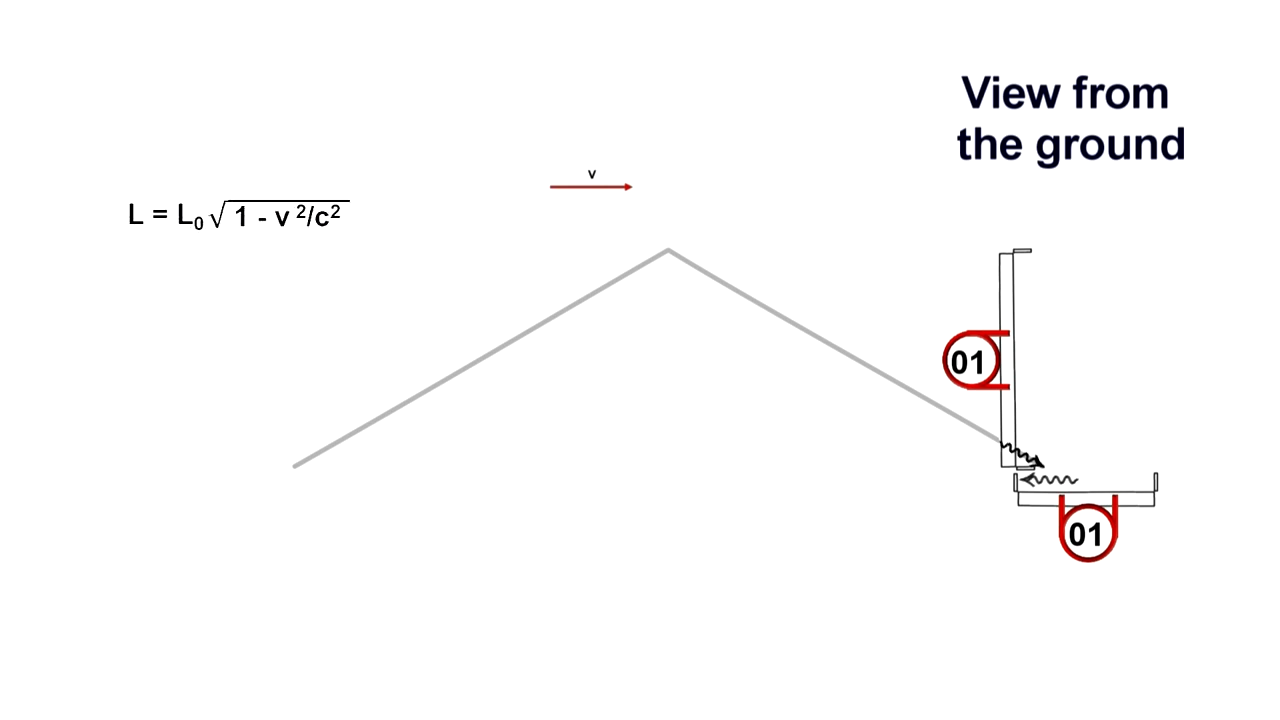 View from
the ground
v
L = L₀ √ 1 - v ²/c²
01
01